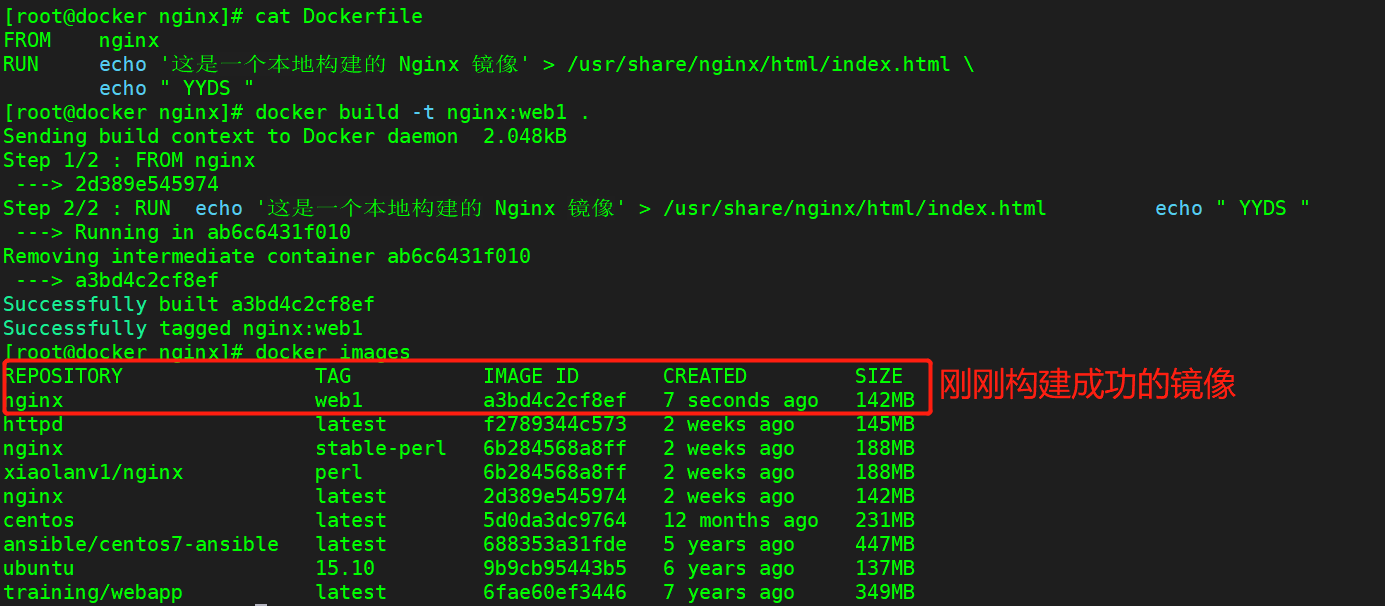 [root@docker nginx]# cat Dockerfile
FROM    nginx
RUN     echo '这是一个本地构建的 Nginx 镜像' > /usr/share/nginx/html/index.html \
        echo " YYDS "
[root@docker nginx]# docker build -t nginx:web1 .
Sending build context to Docker daemon  2.048kB
Step 1/2 : FROM nginx
 ---> 2d389e545974
Step 2/2 : RUN  echo '这是一个本地构建的 Nginx 镜像' > /usr/share/nginx/html/index.html         echo " YYDS "
 ---> Running in ab6c6431f010
Removing intermediate container ab6c6431f010
 ---> a3bd4c2cf8ef
Successfully built a3bd4c2cf8ef
Successfully tagged nginx:web1
[root@docker nginx]# docker images
REPOSITORY                TAG           IMAGE ID       CREATED         SIZE
nginx                     web1          a3bd4c2cf8ef   7 seconds ago   142MB 刚刚构建成功的镜像
httpd                     latest        f2789344c573   2 weeks ago     145MB
nginx                     stable-perl   6b284568a8ff   2 weeks ago     188MB
xiaolanv1/nginx           perl          6b284568a8ff   2 weeks ago     188MB
nginx                     latest        2d389e545974   2 weeks ago     142MB
centos                    latest        5d0da3dc9764   12 months ago   231MB
ansible/centos7-ansible   latest        688353a31fde   5 years ago     447MB
ubuntu                    15.10         9b9cb95443b5   6 years ago     137MB
training/webapp           latest        6fae60ef3446   7 years ago     349MB